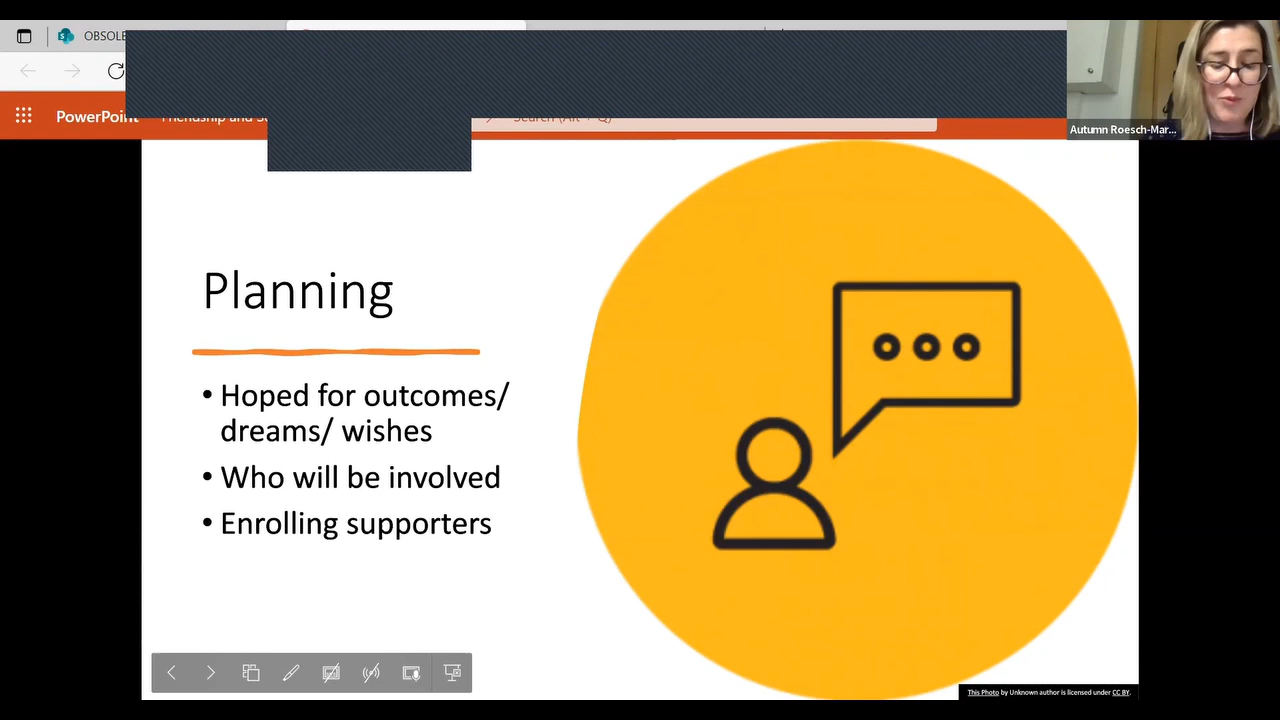 OBSOLE
PowerPoint
Friendship and Su
Search (Alt + Q)
Autumn Roesch-Mar...
Planning
• Hoped for outcomes/
dreams/ wishes
• Who will be involved
• Enrolling supporters
This Photo by Unknown author is licensed under CC BY.